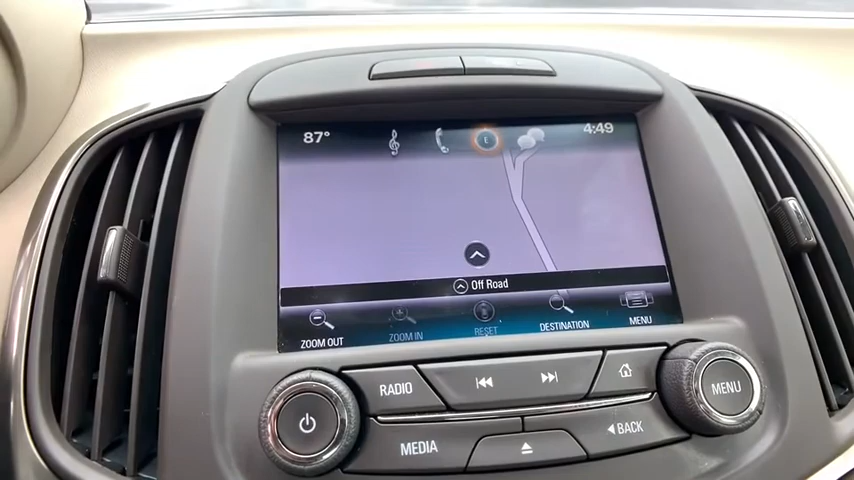 87°
E
4:49
Off Road
ZOOM OUT
ZOOM IN
RESET
DESTINATION
MENU
RADIO
MENU
MEDIA
BACK